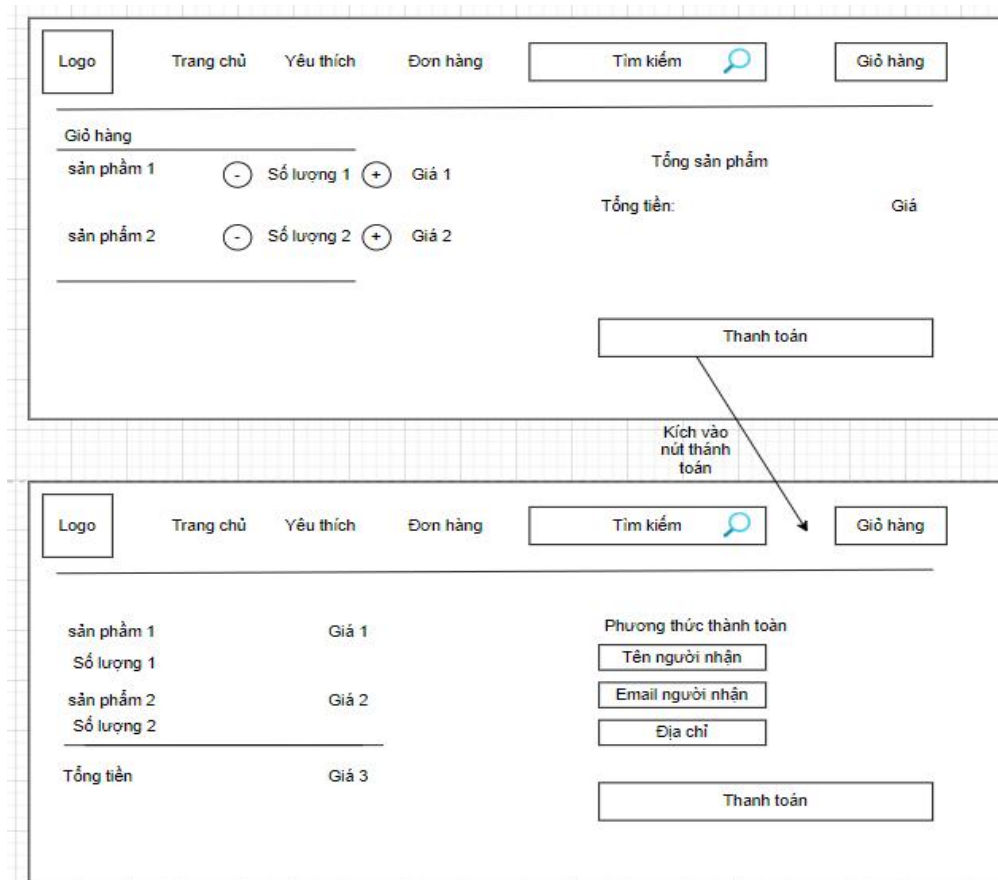 Logo Trang chủ Yêu thích Đơn hàng Tìm kiếm Giỏ hàng
Giỏ hàng
sản phầm 1 - Số lượng 1 + Giá 1
Tổng sản phẩm
Tổng tiền: Giá
sản phẩm 2 - Số lượng 2 + Giá 2
Thanh toán
Kích vào
nút thánh
toán
Logo Trang chủ Yêu thích Đơn hàng Tìm kiếm Giỏ hàng
sản phầm 1 Giá 1
Số lượng 1
sản phẩm 2 Giá 2
Số lượng 2
Tổng tiền Giá 3
Phương thức thành toàn
Tên người nhận
Email người nhận
Địa chỉ
Thanh toán